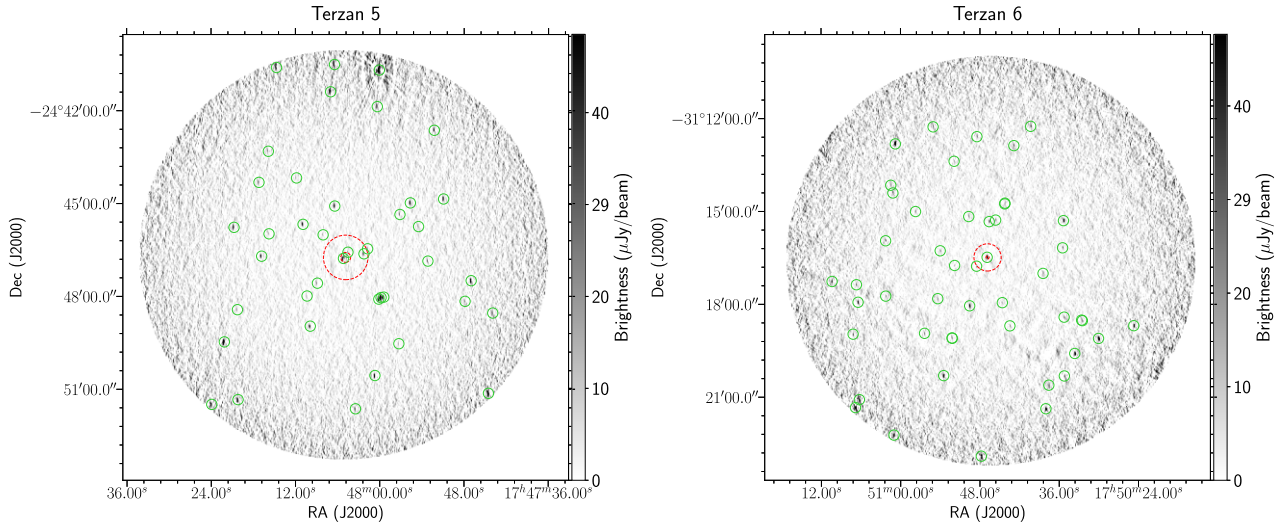 Terzan 5
Dec (J2000)
−24°42′00.0″
45′00.0″
48′00.0″
51′00.0″
36.00ˢ 24.00ˢ 12.00ˢ 48ᵐ00.00ˢ 48.00ˢ 17ʰ47ᵐ36.00ˢ
RA (J2000)
40
29
20
10
0
Brightness (μJy/beam)
Terzan 6
Dec (J2000)
−31°12′00.0″
15′00.0″
18′00.0″
21′00.0″
12.00ˢ 51ᵐ00.00ˢ 48.00ˢ 36.00ˢ 17ʰ50ᵐ24.00ˢ
RA (J2000)
40
29
20
10
0
Brightness (μJy/beam)